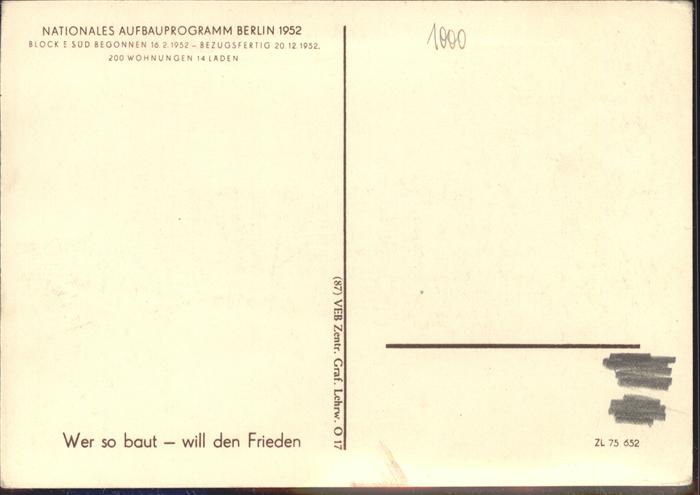 NATIONALES AUFBAUPROGRAMM BERLIN 1952
BLOCK E SÜD BEGONNEN 16.2.1952 – BEZUGSFERTIG 20.12.1952.
200 WOHNUNGEN 14 LÄDEN
1000
(87) VEB Zentr. Graf. Lehrw. O 17
Wer so baut – will den Frieden
ZL 75 652